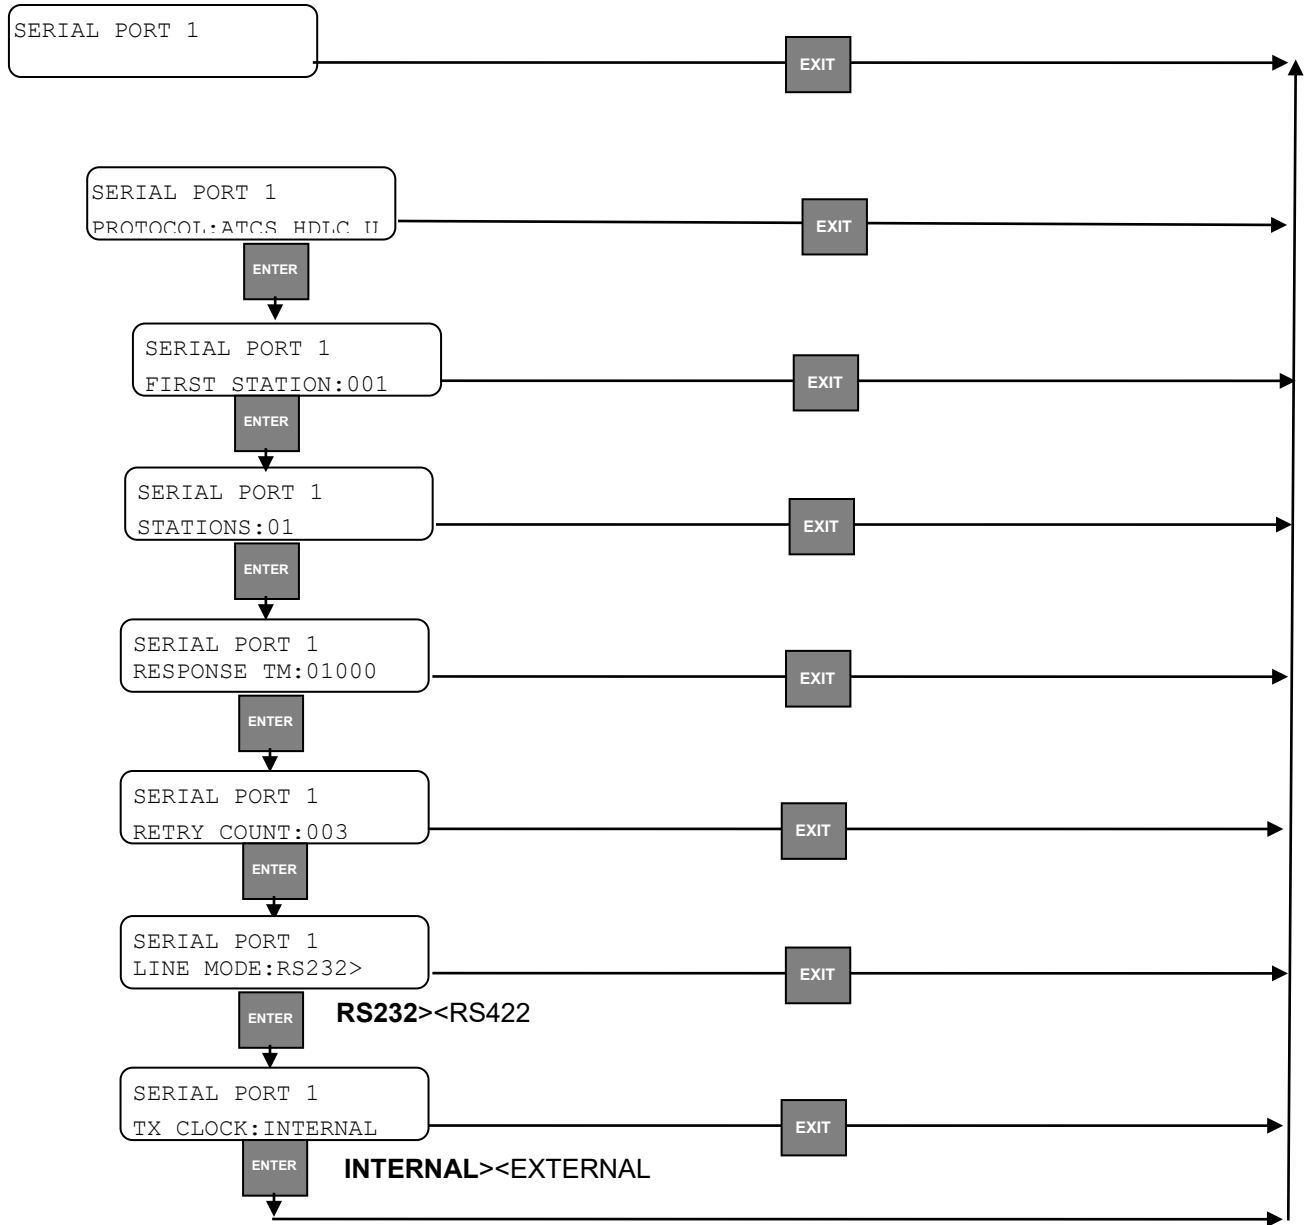 SERIAL PORT 1
EXIT
SERIAL PORT 1
PROTOCOL:ATCS HDLC U
EXIT
ENTER
SERIAL PORT 1
FIRST STATION:001
EXIT
ENTER
SERIAL PORT 1
STATIONS:01
EXIT
ENTER
SERIAL PORT 1
RESPONSE TM:01000
EXIT
ENTER
SERIAL PORT 1
RETRY COUNT:003
EXIT
ENTER
SERIAL PORT 1
LINE MODE:RS232>
EXIT
ENTER
RS232><RS422
SERIAL PORT 1
TX CLOCK:INTERNAL
EXIT
ENTER
INTERNAL><EXTERNAL